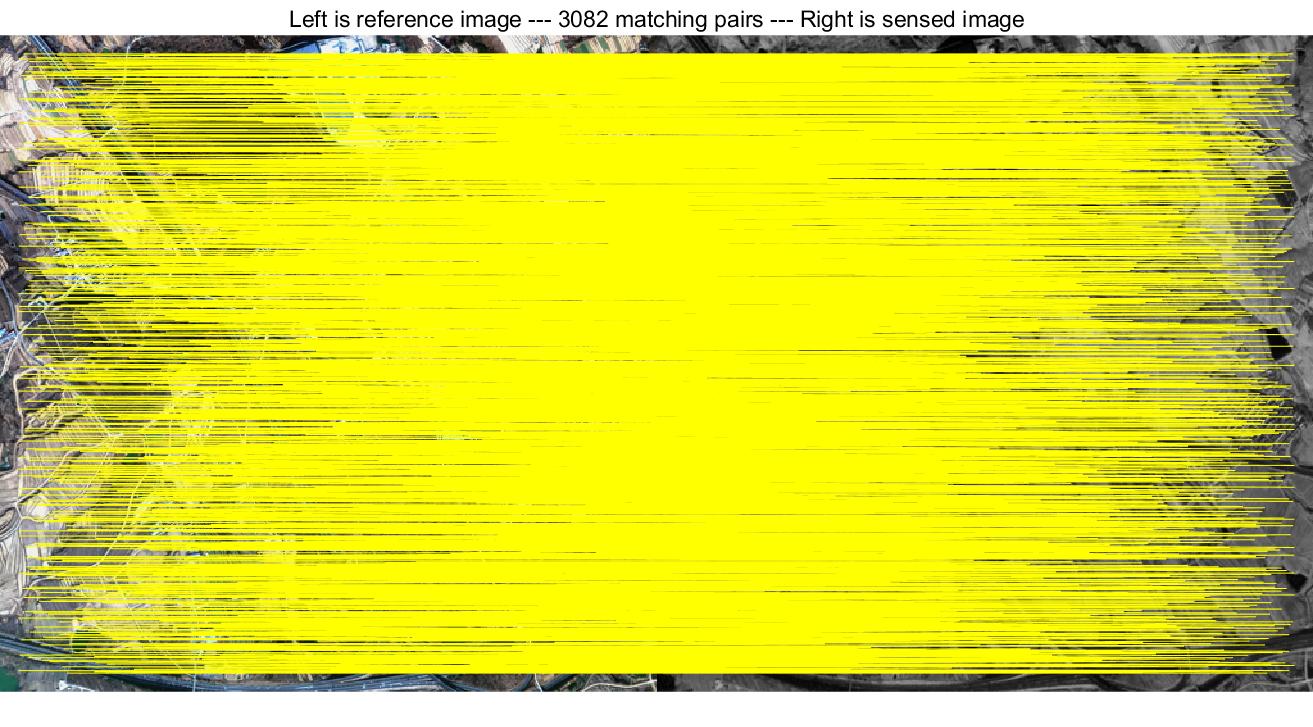 Left is reference image --- 3082 matching pairs --- Right is sensed image